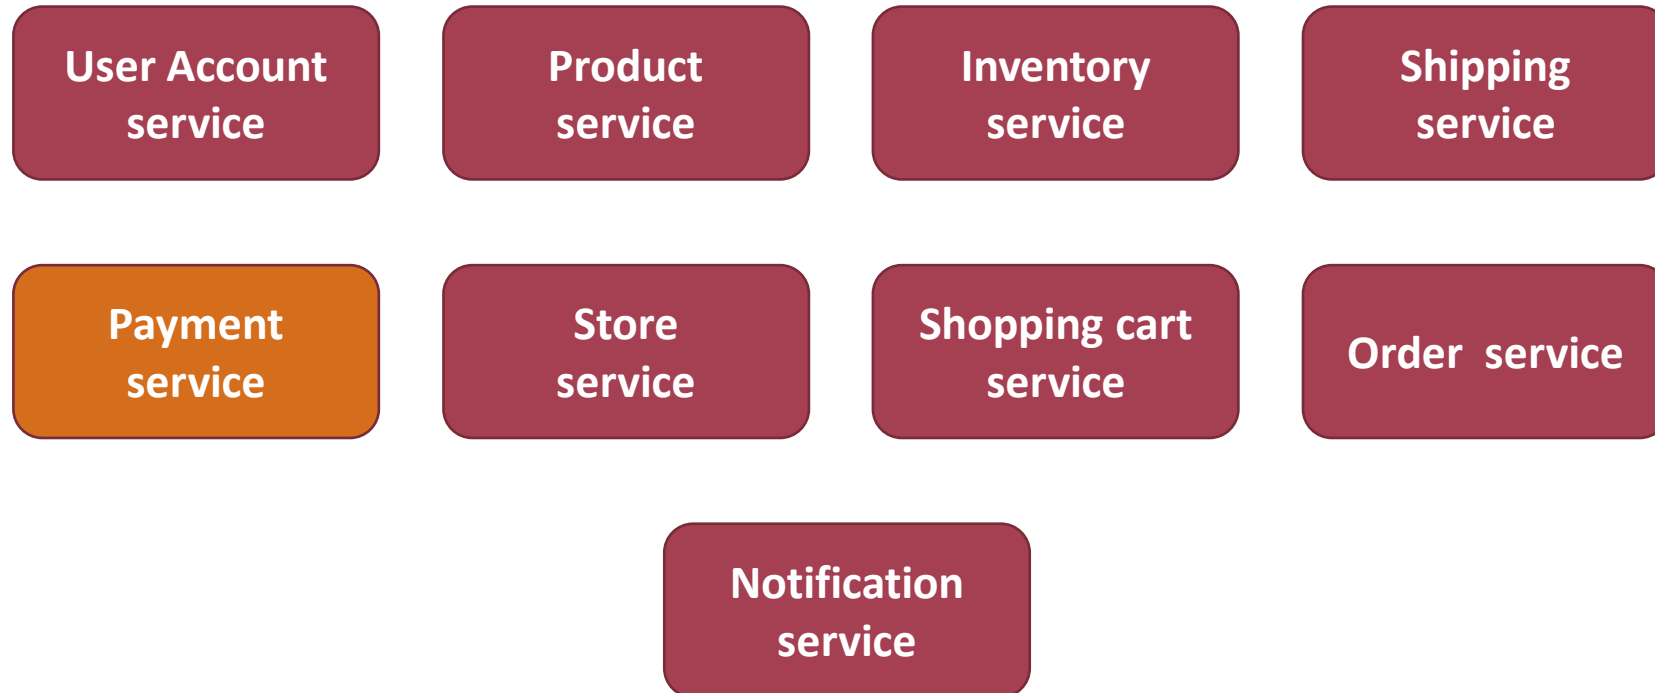 User Account
service
Product
service
Inventory
service
Shipping
service
Payment
service
Store
service
Shopping cart
service
Order  service
Notification
service